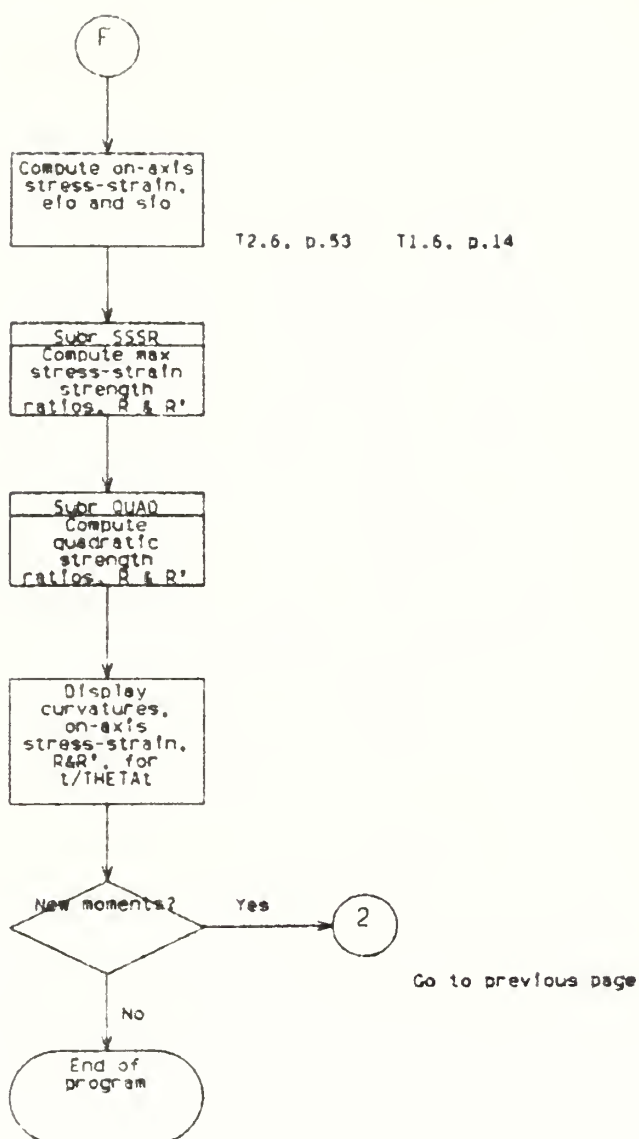 F
Compute on-axis
stress-strain,
eio and sio
T2.6, p.53 T1.6, p.14
Subr SSSR
Compute max
stress-strain
strength
ratios, R & R'
Subr QUAD
Compute
quadratic
strength
ratios, R & R'
Display
curvatures,
on-axis
stress-strain,
R&R', for
t/THETAt
New moments?
Yes
2
Go to previous page
No
End of
program